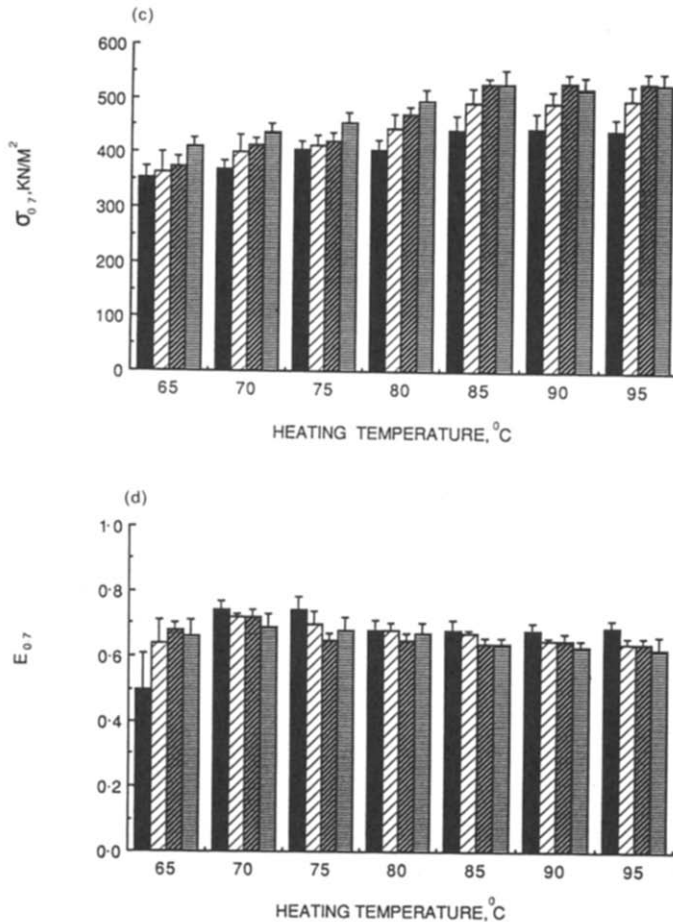 (c)
600
500
400
300
200
100
0
σ₀.₇, KN/M²
65 70 75 80 85 90 95
HEATING TEMPERATURE, ⁰C
(d)
1·0
0·8
0·6
0·4
0·2
0·0
E₀.₇
65 70 75 80 85 90 95
HEATING TEMPERATURE, ⁰C